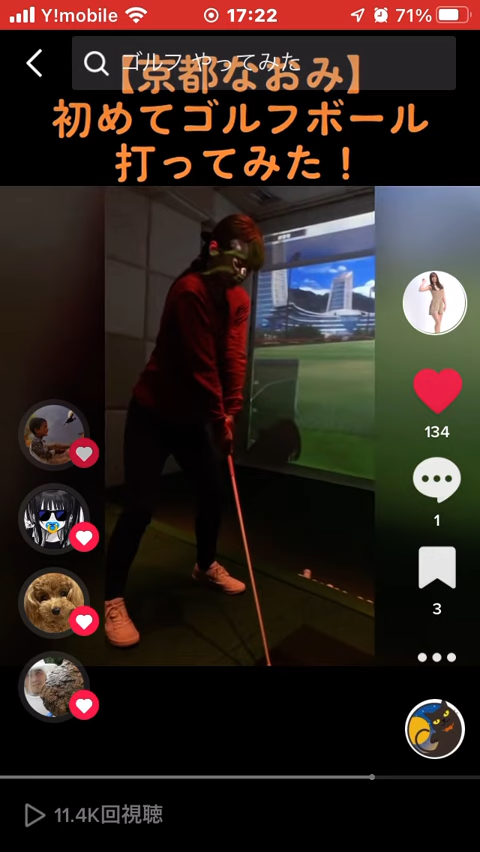 Y!mobile 17:22 71%
ゴルフ やってみた
【京都なおみ】
初めてゴルフボール
打ってみた！
134
1
3
11.4K回視聴